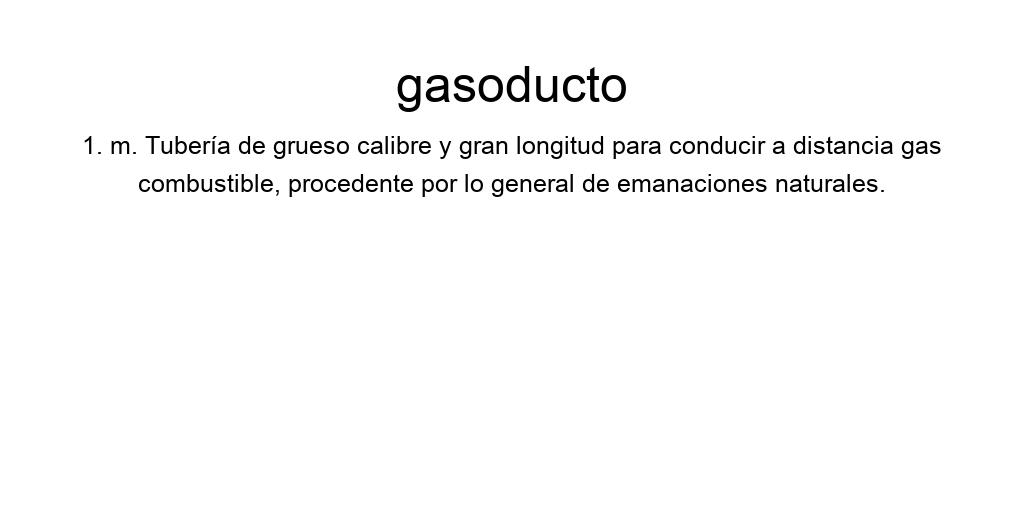 gasoducto
1. m. Tubería de grueso calibre y gran longitud para conducir a distancia gas
combustible, procedente por lo general de emanaciones naturales.